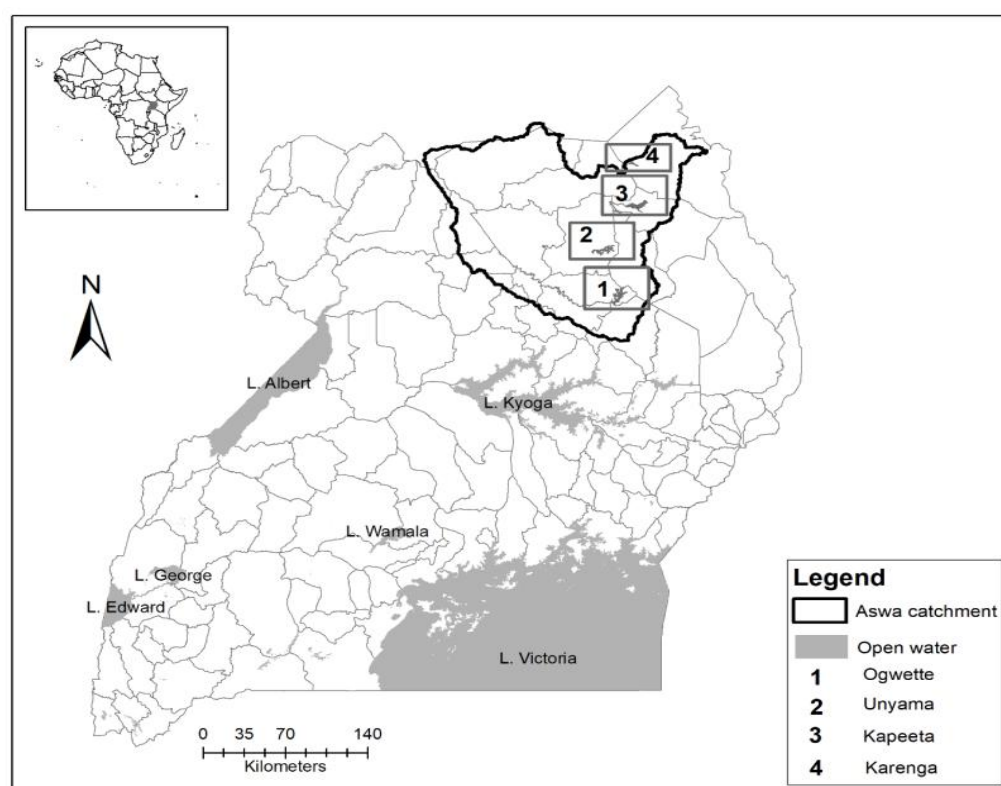 4
3
2
1
N
L. Albert
L. Kyoga
L. Wamala
L. George
L. Edward
L. Victoria
0 35 70 140
Kilometers
Legend
Aswa catchment
Open water
1 Ogwette
2 Unyama
3 Kapeeta
4 Karenga